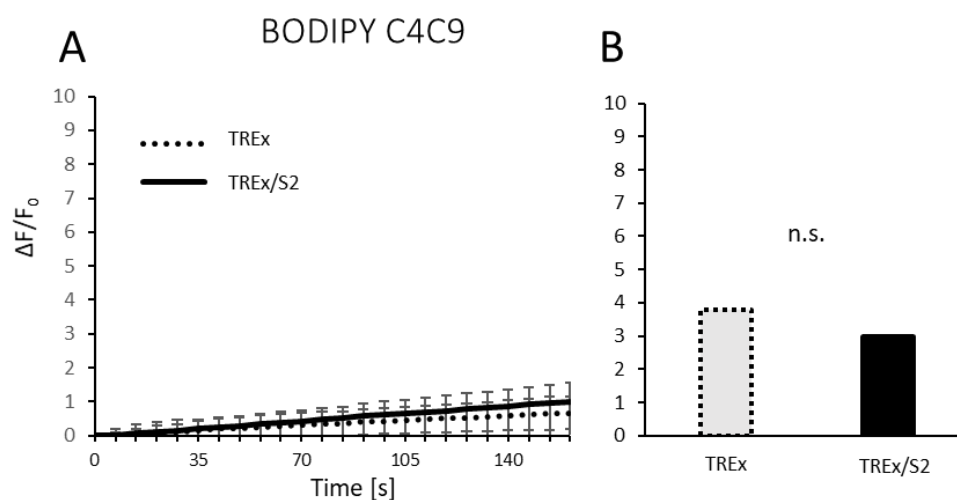 BODIPY C4C9
A
B
10
9
8
7
6
5
4
3
2
1
0
ΔF/F₀
TREx
TREx/S2
0 35 70 105 140
Time [s]
10
9
8
7
6
5
4
3
2
1
0
n.s.
TREx TREx/S2